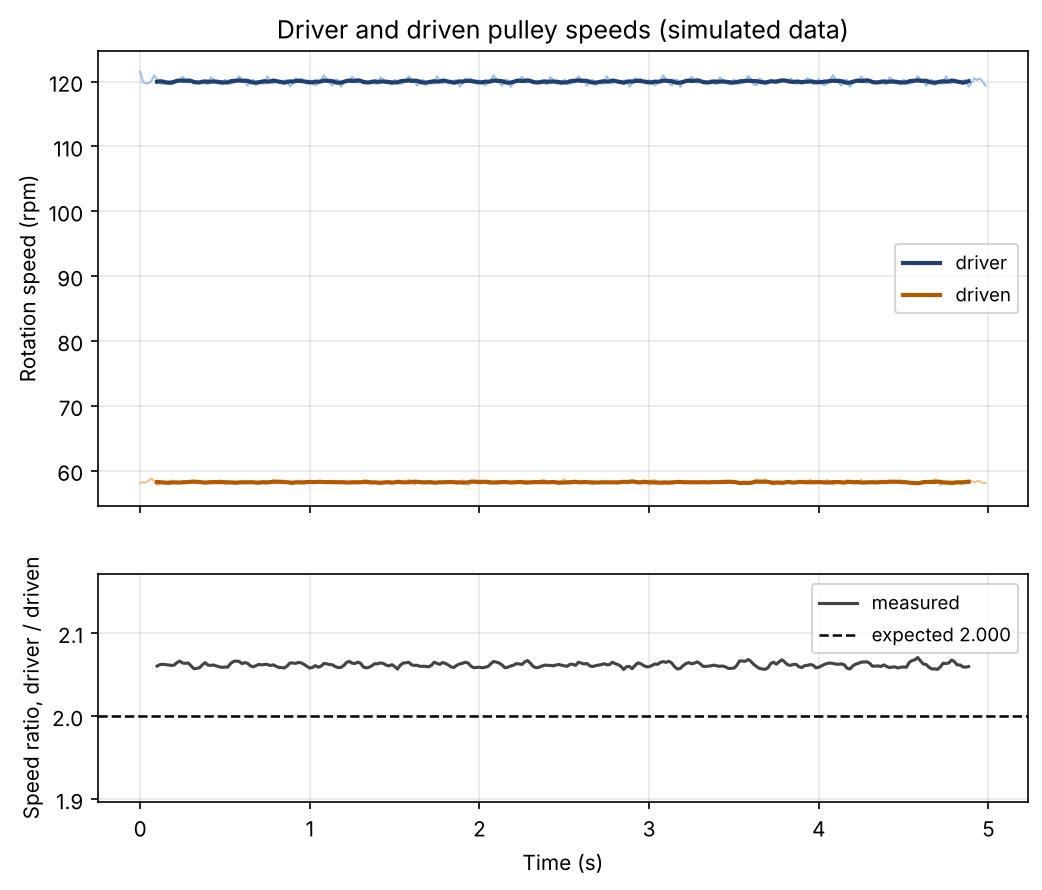 Driver and driven pulley speeds (simulated data)
Rotation speed (rpm)
120
110
100
90
80
70
60
driver
driven
Speed ratio, driver / driven
2.1
2.0
1.9
measured
expected 2.000
0 1 2 3 4 5
Time (s)